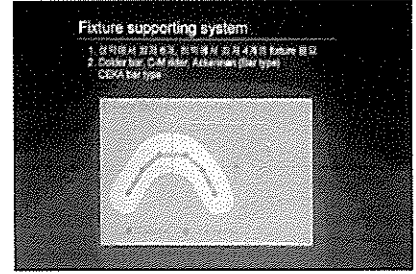 Fixture supporting system
1. 상악에서 최저 6개, 하악에서 최저 4개의 fixture 필요
2. Dolder bar, C/M rider, Ackerman (Bar type)
CEKA bar type